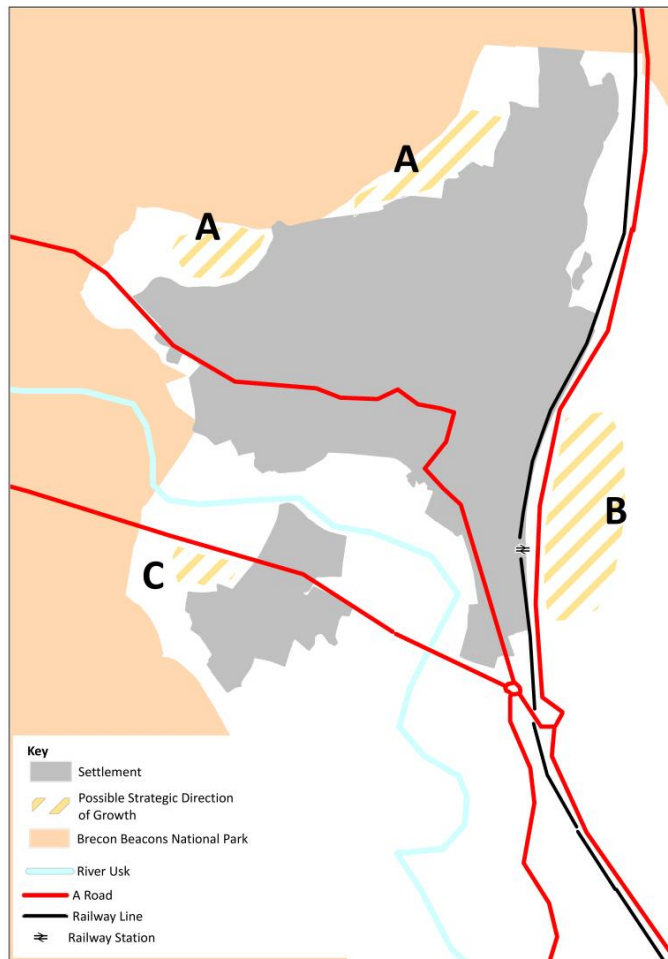 A
A
B
C
Key
Settlement
Possible Strategic Direction
of Growth
Brecon Beacons National Park
River Usk
A Road
Railway Line
Railway Station